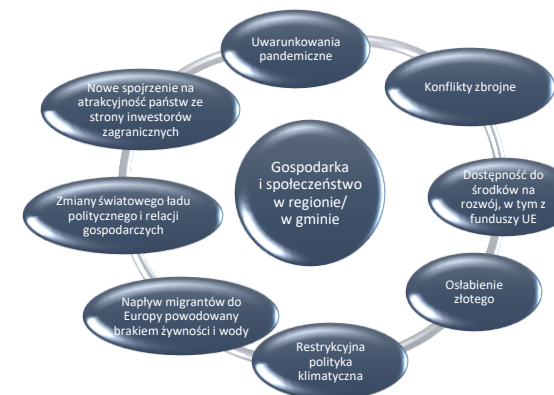 Uwarunkowania
pandemiczne
Konflikty zbrojne
Dostępność do
środków na
rozwój, w tym z
funduszy UE
Osłabienie
złotego
Restrykcyjna
polityka
klimatyczna
Napływ migrantów do
Europy powodowany
brakiem żywności i wody
Zmiany światowego ładu
politycznego i relacji
gospodarczych
Nowe spojrzenie na
atrakcyjność państw ze
strony inwestorów
zagranicznych
Gospodarka
i społeczeństwo
w regionie/
w gminie